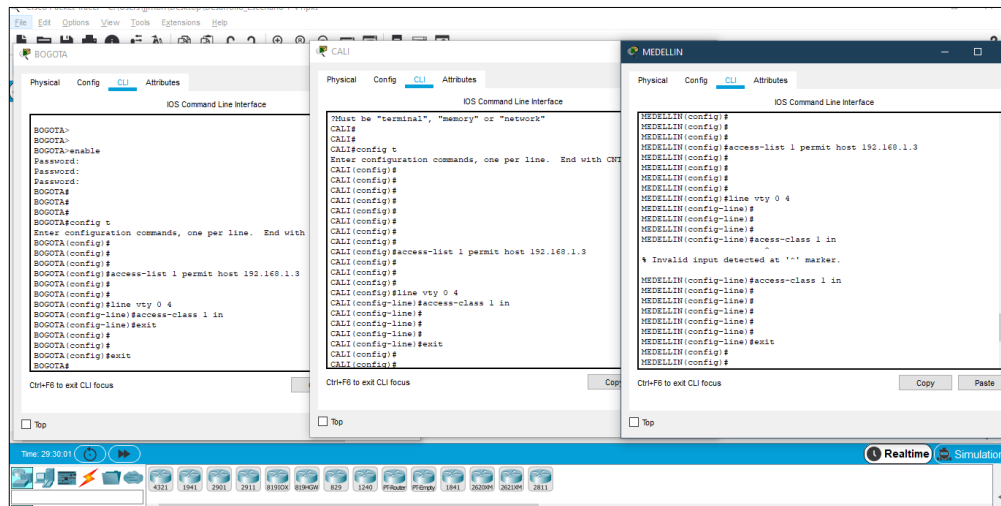 File Edit Options View Tools Extensions Help
BOGOTA
Physical Config CLI Attributes
IOS Command Line Interface
BOGOTA>
BOGOTA>
BOGOTA>enable
Password:
Password:
Password:
BOGOTA#
BOGOTA#
BOGOTA#
BOGOTA#config t
Enter configuration commands, one per line. End with
BOGOTA(config)#
BOGOTA(config)#
BOGOTA(config)#
BOGOTA(config)#access-list 1 permit host 192.168.1.3
BOGOTA(config)#
BOGOTA(config)#
BOGOTA(config)#line vty 0 4
BOGOTA(config-line)#access-class 1 in
BOGOTA(config-line)#exit
BOGOTA(config)#
BOGOTA(config)#exit
BOGOTA#
Ctrl+F6 to exit CLI focus
Top
CALI
Physical Config CLI Attributes
IOS Command Line Interface
?Must be "terminal", "memory" or "network"
CALI#
CALI#
CALI#config t
Enter configuration commands, one per line. End with CNT
CALI(config)#
CALI(config)#
CALI(config)#
CALI(config)#
CALI(config)#
CALI(config)#
CALI(config)#
CALI(config)#
CALI(config)#access-list 1 permit host 192.168.1.3
CALI(config)#
CALI(config)#
CALI(config)#
CALI(config)#line vty 0 4
CALI(config-line)#access-class 1 in
CALI(config-line)#
CALI(config-line)#
CALI(config-line)#
CALI(config-line)#exit
CALI(config)#
CALI(config)#
Ctrl+F6 to exit CLI focus
Cop
Top
MEDELLIN
Physical Config CLI Attributes
IOS Command Line Interface
MEDELLIN(config)#
MEDELLIN(config)#
MEDELLIN(config)#
MEDELLIN(config)#access-list 1 permit host 192.168.1.3
MEDELLIN(config)#
MEDELLIN(config)#
MEDELLIN(config)#
MEDELLIN(config)#
MEDELLIN(config)#line vty 0 4
MEDELLIN(config-line)#
MEDELLIN(config-line)#
MEDELLIN(config-line)#
MEDELLIN(config-line)#acess-class 1 in
^
% Invalid input detected at '^' marker.
MEDELLIN(config-line)#access-class 1 in
MEDELLIN(config-line)#
MEDELLIN(config-line)#
MEDELLIN(config-line)#
MEDELLIN(config-line)#
MEDELLIN(config-line)#exit
MEDELLIN(config)#
MEDELLIN(config)#
Ctrl+F6 to exit CLI focus
Copy Paste
Top
Time: 29:30:01
Realtime Simulation
4321 1941 2901 2911 819IOX 819HGW 829 1240 PT-Router PT-Empty 1841 2620XM 2621XM 2811